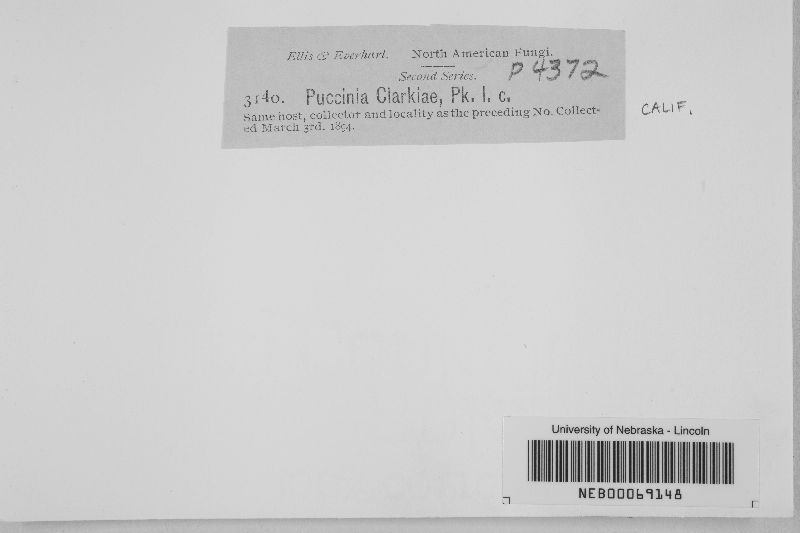 Ellis & Everhart. North American Fungi.
Second Series. P 4372
3140. Puccinia Clarkiae, Pk. l. c.
Same host, collector and locality as the preceding No. Collect-
ed March 3rd. 1894.
CALIF.
University of Nebraska - Lincoln
NEB00069148